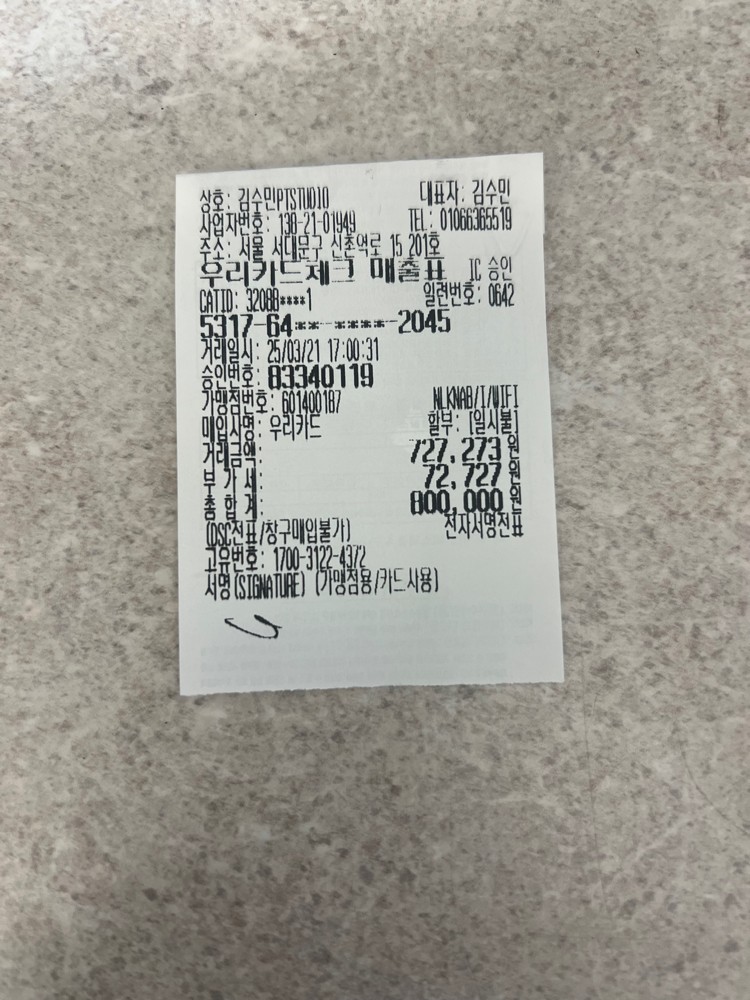 상호: 김수민PTSTUDIO 대표자: 김수민
사업자번호: 138-21-01949 TEL: 01066365519
주소: 서울 서대문구 신촌역로 15 201호
우리카드체크 매출표 IC 승인
CATID: 32088****1 일련번호: 0642
5317-64**-****-2045
거래일시: 25/03/21 17:00:31
승인번호: 83340119
가맹점번호: 601400187 NLKNAB/I/WIFI
매입사명: 우리카드 할부: [일시불]
거래금액: 727,273 원
부 가 세: 72,727 원
총 합 계: 800,000 원
(DSC전표/창구매입불가) 전자서명전표
고유번호: 1700-3122-4372
서명(SIGNATURE) (가맹점용/카드사용)